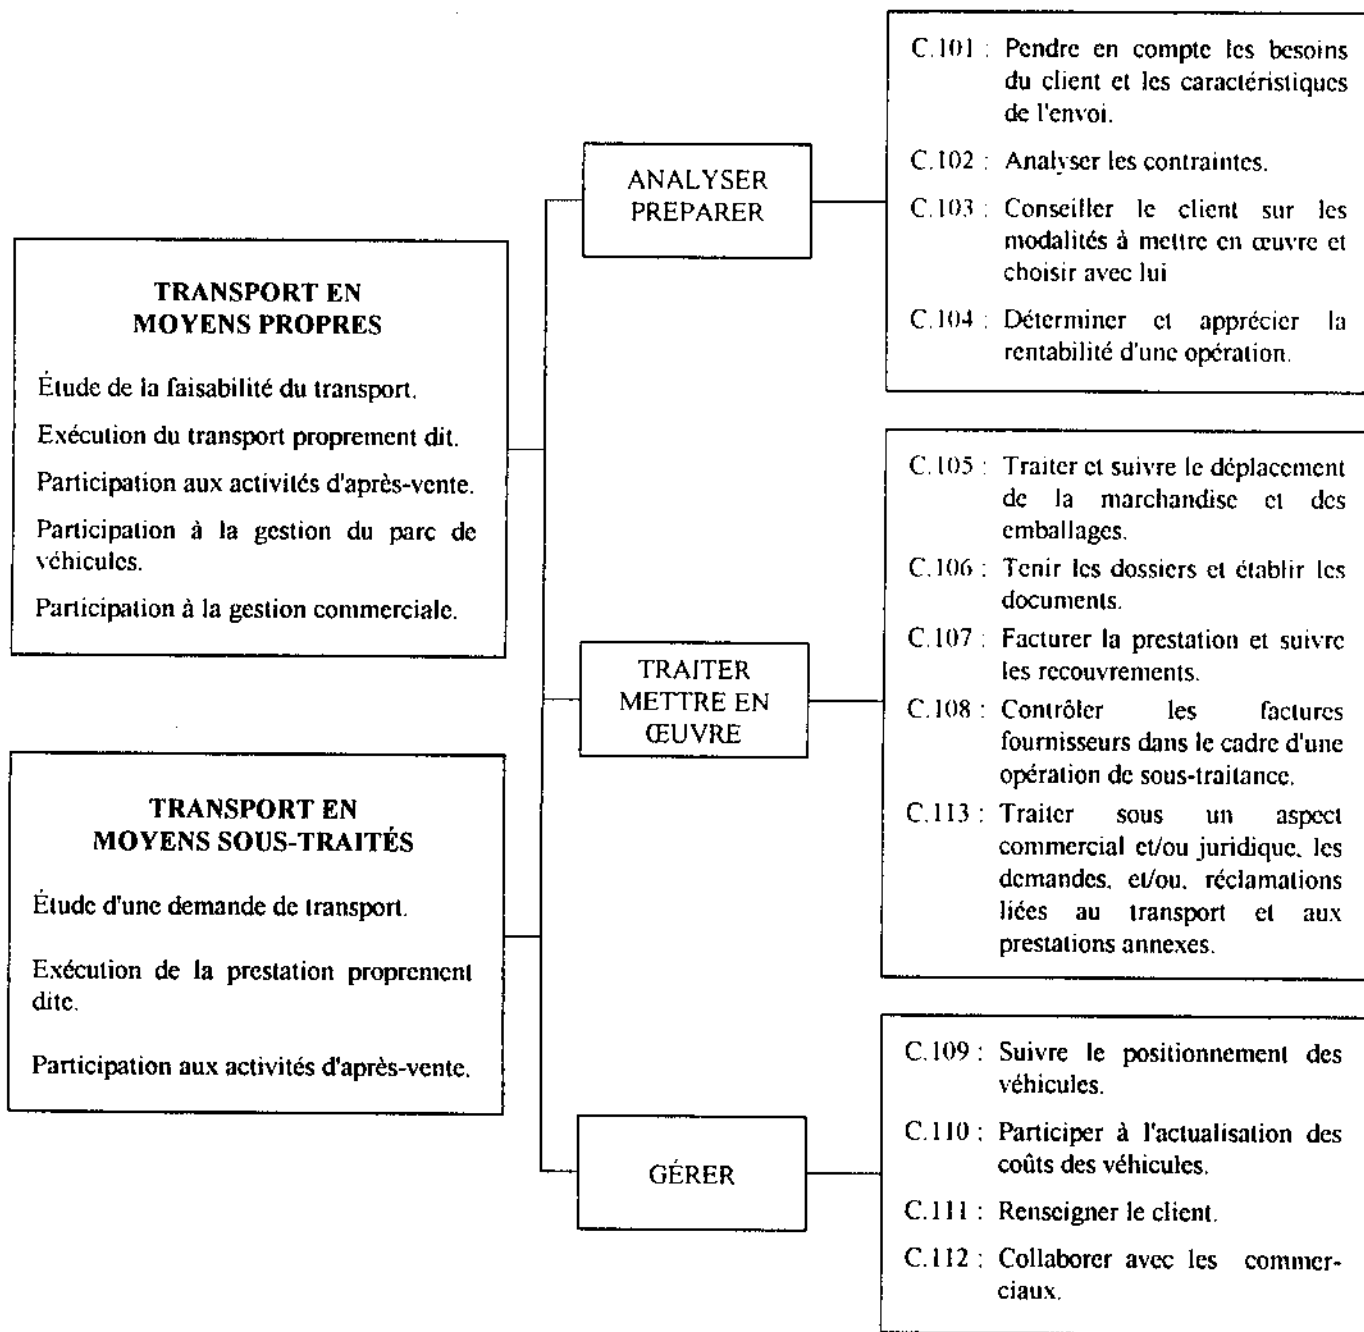 TRANSPORT EN
MOYENS PROPRES
Étude de la faisabilité du transport.
Exécution du transport proprement dit.
Participation aux activités d'après-vente.
Participation à la gestion du parc de
véhicules.
Participation à la gestion commerciale.
TRANSPORT EN
MOYENS SOUS-TRAITÉS
Étude d'une demande de transport.
Exécution de la prestation proprement
dite.
Participation aux activités d'après-vente.
ANALYSER
PREPARER
TRAITER
METTRE EN
ŒUVRE
GÉRER
C.101 : Pendre en compte les besoins
du client et les caractéristiques
de l'envoi.
C.102 : Analyser les contraintes.
C.103 : Conseiller le client sur les
modalités à mettre en œuvre et
choisir avec lui
C.104 : Déterminer et apprécier la
rentabilité d'une opération.
C.105 : Traiter et suivre le déplacement
de la marchandise et des
emballages.
C.106 : Tenir les dossiers et établir les
documents.
C.107 : Facturer la prestation et suivre
les recouvrements.
C.108 : Contrôler les factures
fournisseurs dans le cadre d'une
opération de sous-traitance.
C.113 : Traiter sous un aspect
commercial et/ou juridique, les
demandes, et/ou, réclamations
liées au transport et aux
prestations annexes.
C.109 : Suivre le positionnement des
véhicules.
C.110 : Participer à l'actualisation des
coûts des véhicules.
C.111 : Renseigner le client.
C.112 : Collaborer avec les commer-
ciaux.